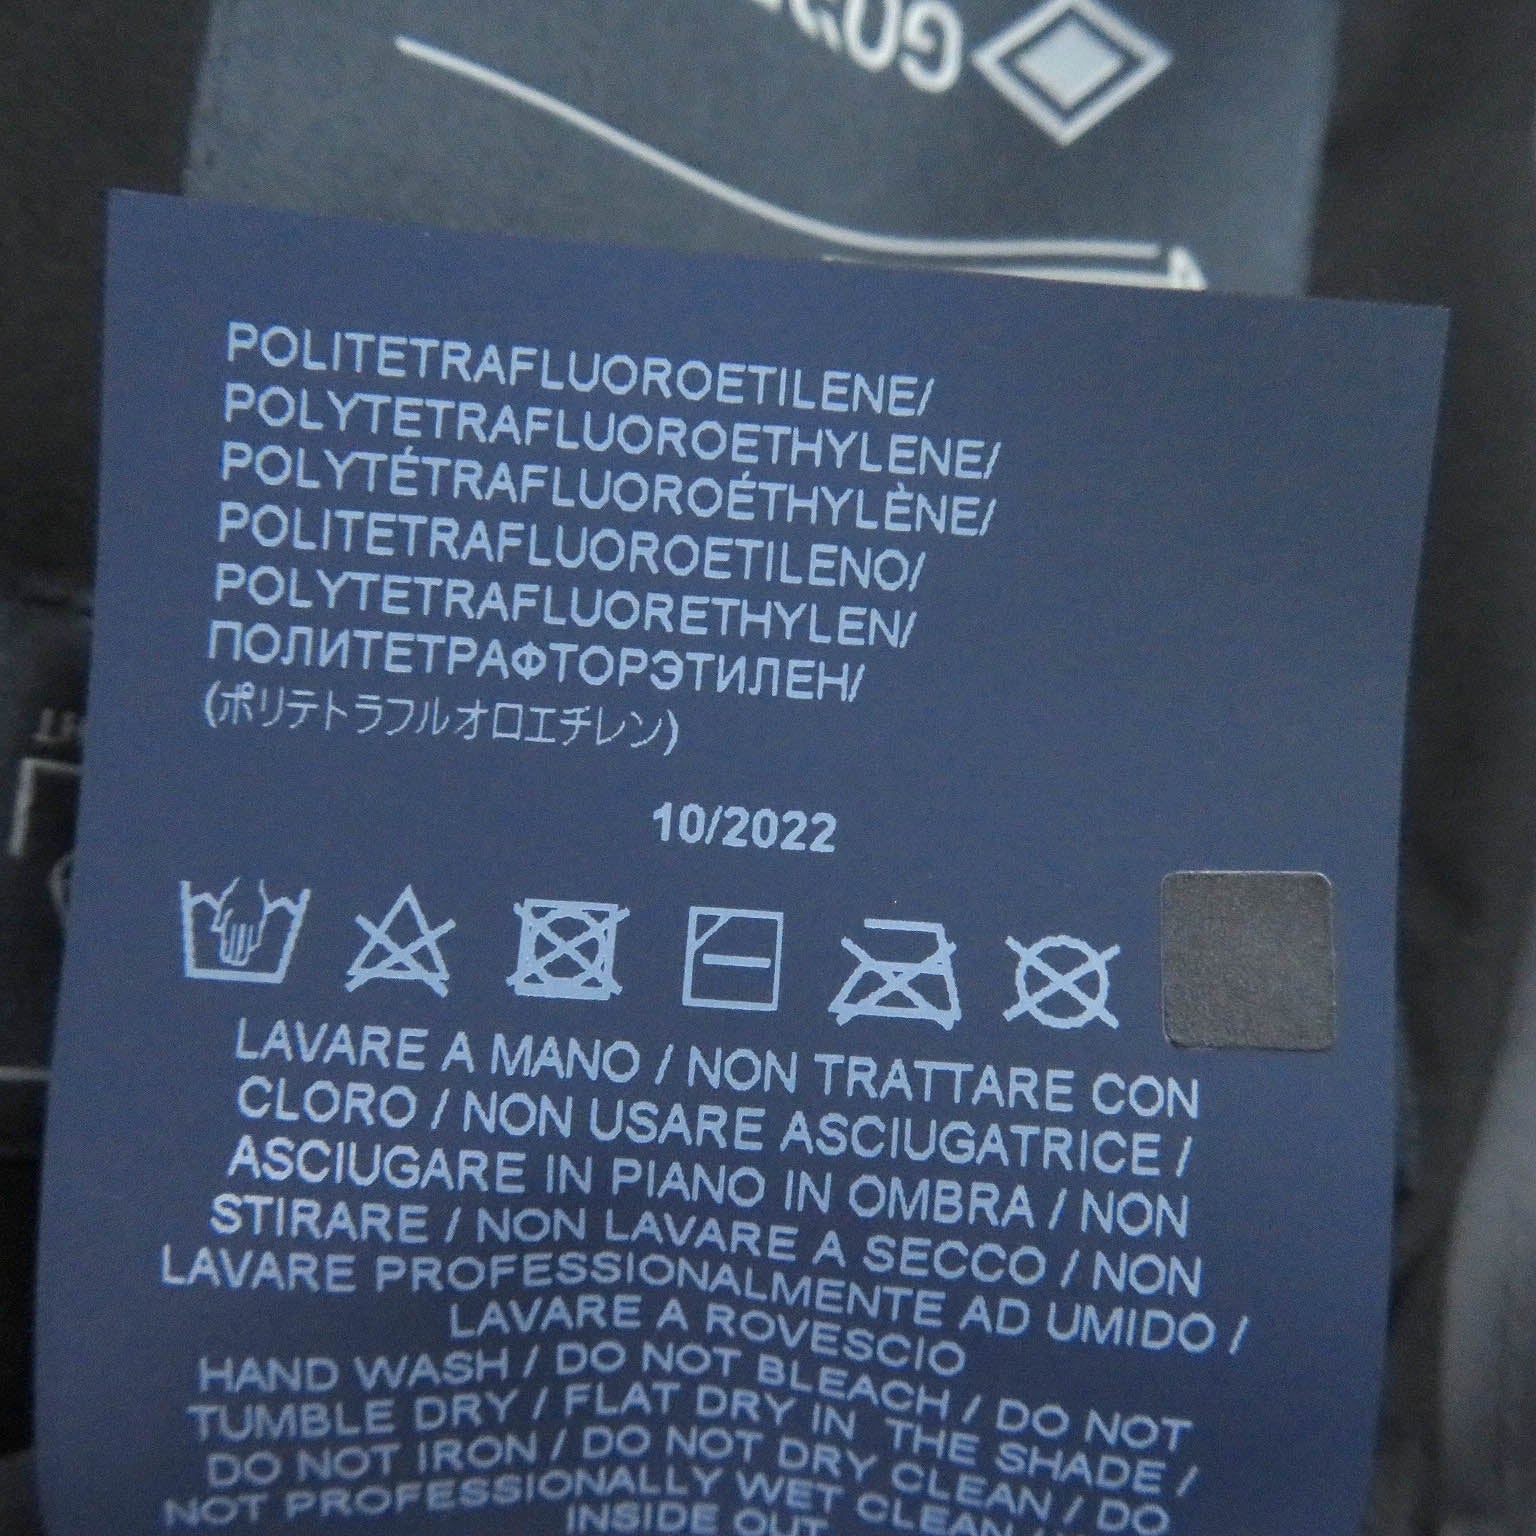 POLITETRAFLUOROETILENE/
POLYTETRAFLUOROETHYLENE/
POLYTÉTRAFLUOROÉTHYLÈNE/
POLITETRAFLUOROETILENO/
POLYTETRAFLUORETHYLEN/
ПОЛИТЕТРАФТОРЭТИЛЕН/
(ポリテトラフルオロエチレン)
10/2022
LAVARE A MANO / NON TRATTARE CON
CLORO / NON USARE ASCIUGATRICE /
ASCIUGARE IN PIANO IN OMBRA / NON
STIRARE / NON LAVARE A SECCO / NON
LAVARE PROFESSIONALMENTE AD UMIDO /
LAVARE A ROVESCIO
HAND WASH / DO NOT BLEACH / DO NOT
TUMBLE DRY / FLAT DRY IN THE SHADE /
DO NOT IRON / DO NOT DRY CLEAN / DO
NOT PROFESSIONALLY WET CLEAN /
INSIDE OUT